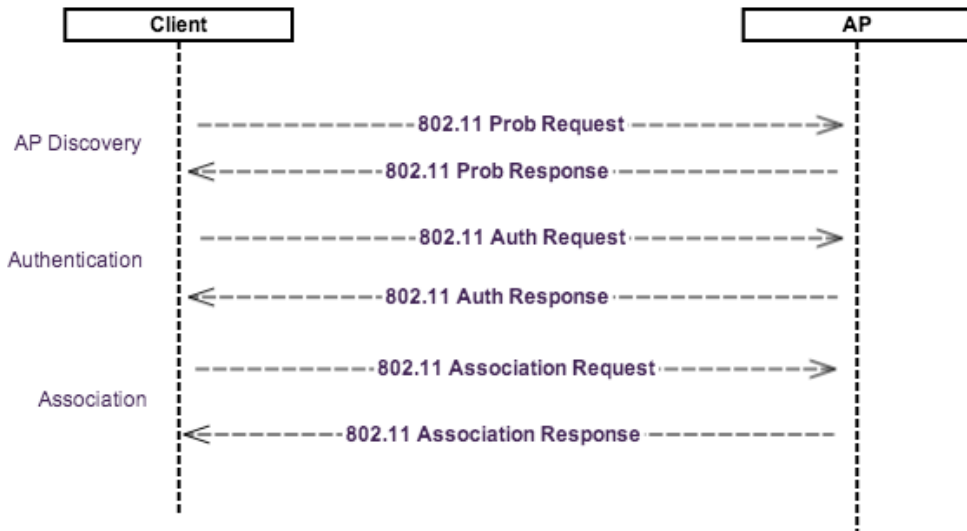 Client
AP
802.11 Prob Request
AP Discovery
802.11 Prob Response
802.11 Auth Request
Authentication
802.11 Auth Response
802.11 Association Request
Association
802.11 Association Response